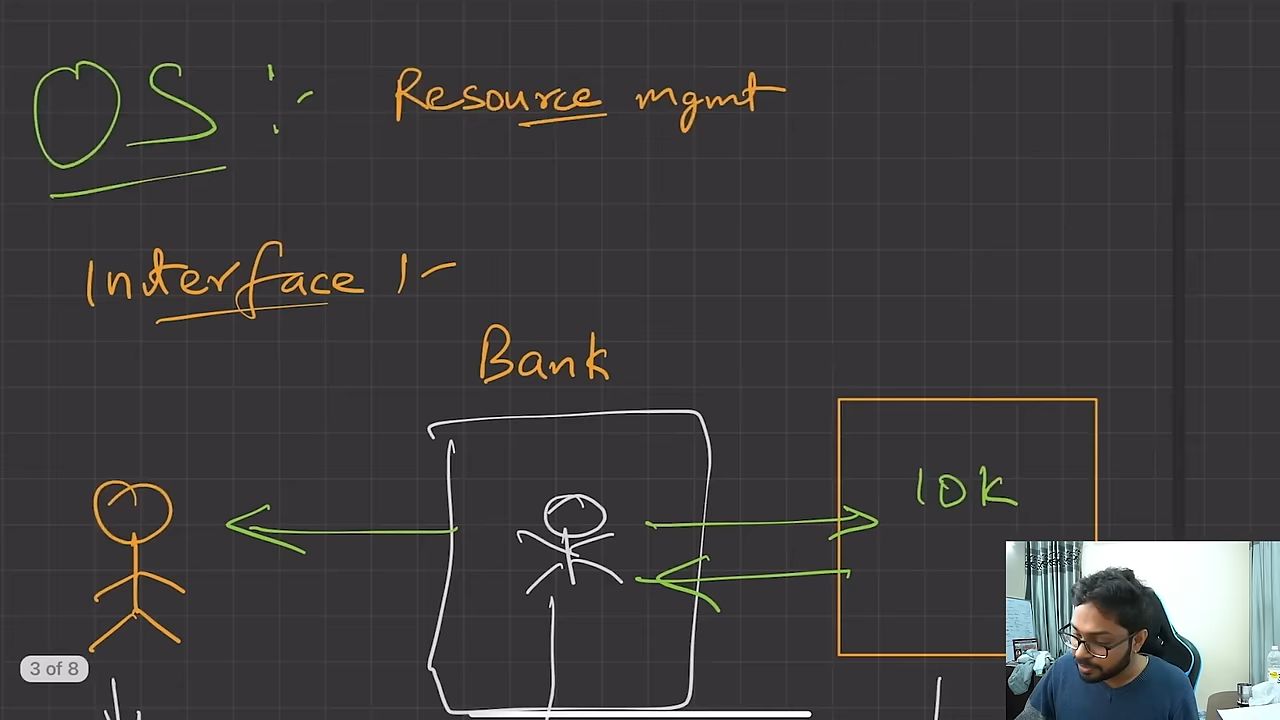 OS :- Resource mgmt
Interface :-
Bank
10K
3 of 8